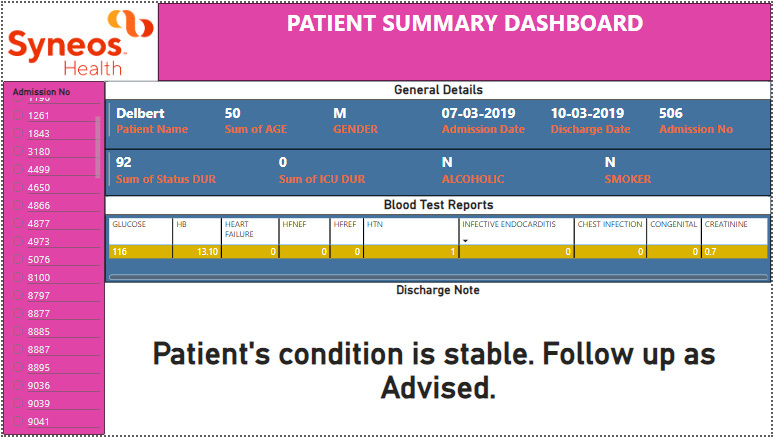 Syneos
Health
PATIENT SUMMARY DASHBOARD
Admission No
1190
1261
1843
3180
4499
4650
4866
4877
4973
5076
8100
8797
8877
8885
8887
8895
9036
9039
9041
General Details
Delbert 50 M 07-03-2019 10-03-2019 506
Patient Name Sum of AGE GENDER Admission Date Discharge Date Admission No
92 0 N N
Sum of Status DUR Sum of ICU DUR ALCOHOLIC SMOKER
Blood Test Reports
GLUCOSE HB HEART FAILURE HFNEF HFREF HTN INFECTIVE ENDOCARDITIS CHEST INFECTION CONGENITAL CREATININE
116 13.10 0 0 0 1 0 0 0 0.7
Discharge Note
Patient's condition is stable. Follow up as
Advised.